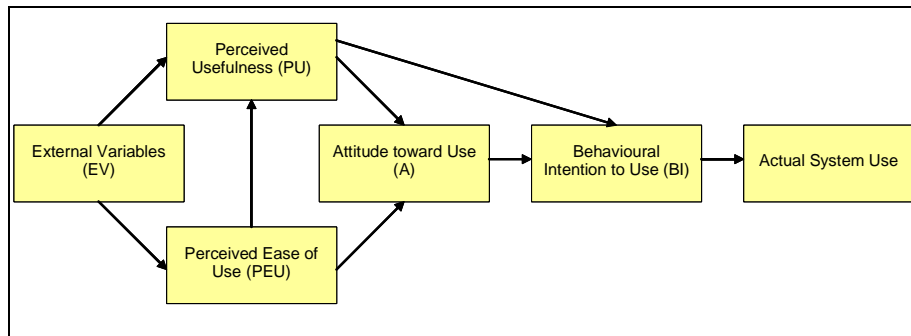 Perceived
Usefulness (PU)
External Variables
(EV)
Attitude toward Use
(A)
Behavioural
Intention to Use (BI)
Actual System Use
Perceived Ease of
Use (PEU)